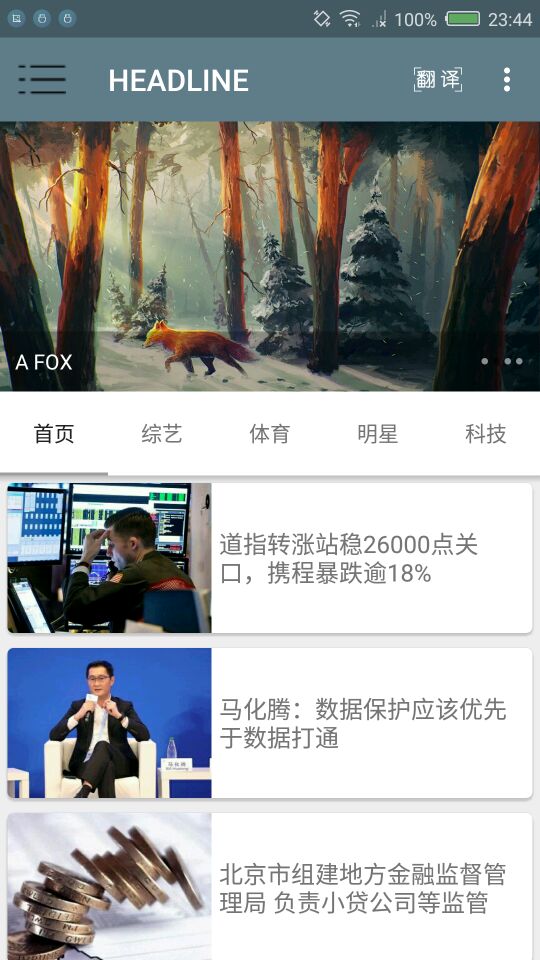 100% 23:44
HEADLINE 翻译
A FOX
首页 综艺 体育 明星 科技
道指转涨站稳26000点关
口，携程暴跌逾18%
马化腾：数据保护应该优先
于数据打通
马化腾
北京市组建地方金融监督管
理局 负责小贷公司等监管